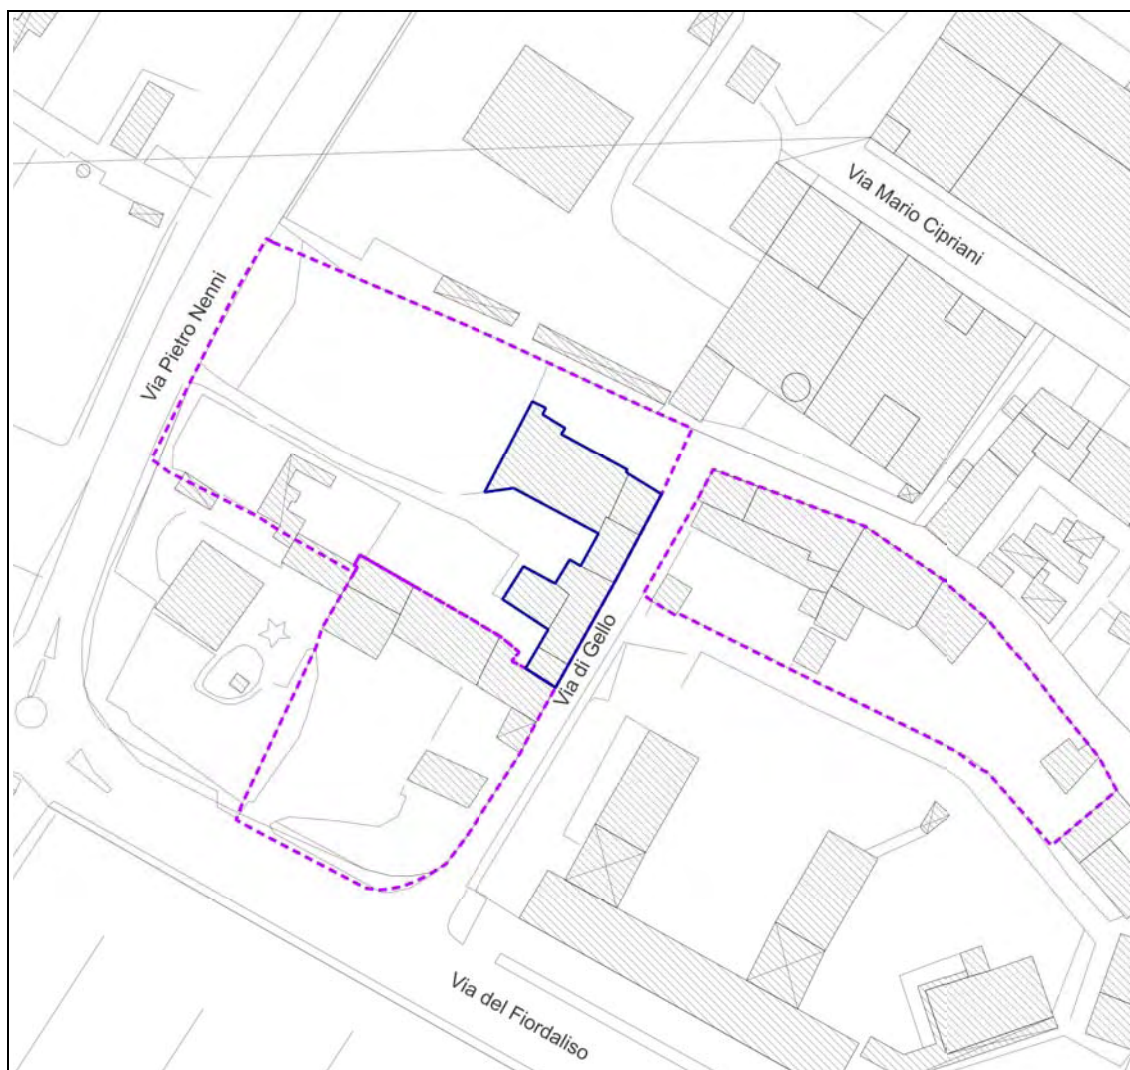 Via Mario Cipriani
Via Pietro Nenni
Via di Gello
Via del Fiordaliso